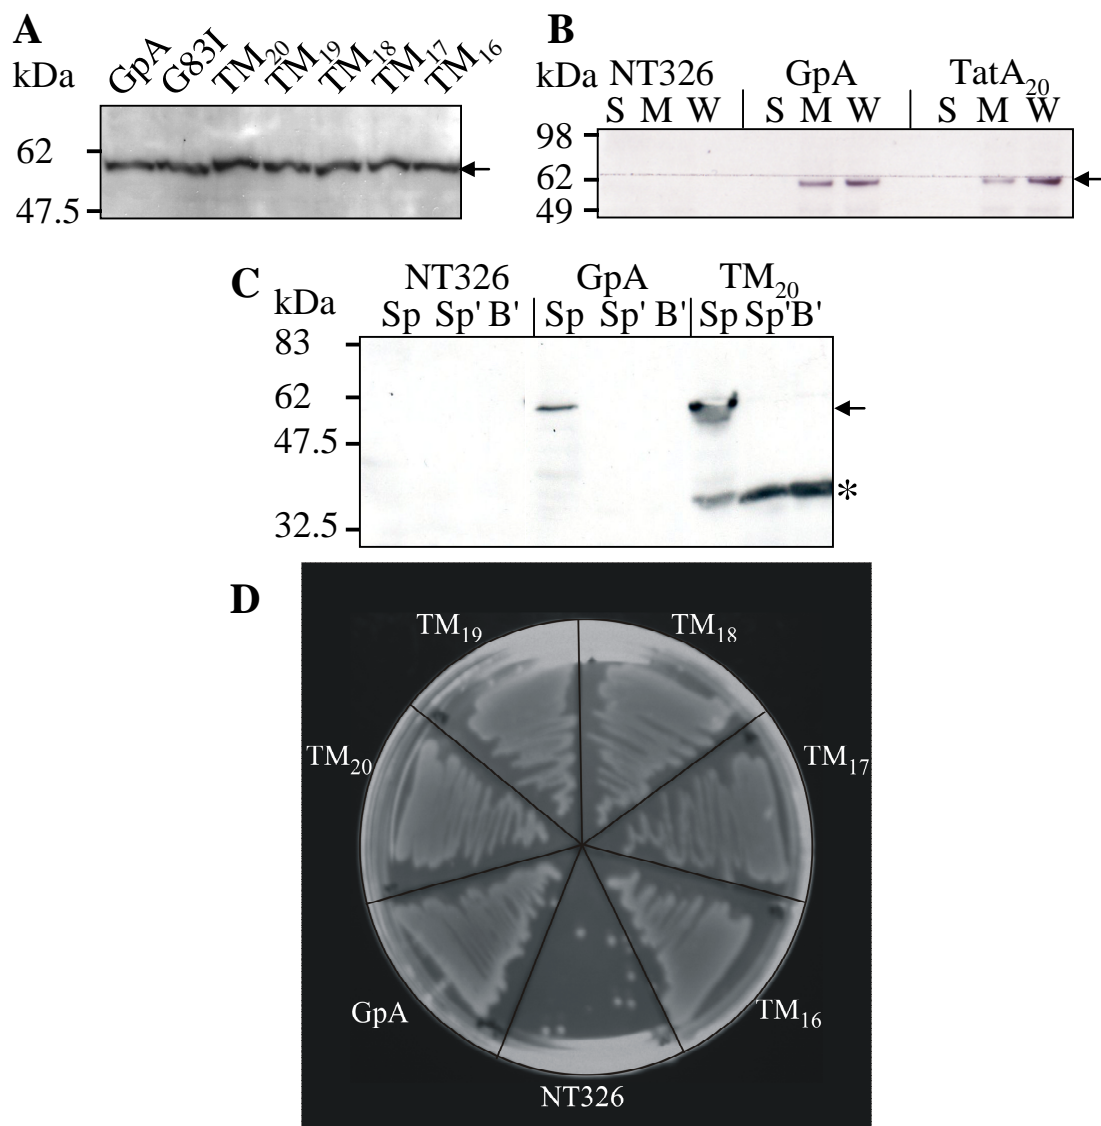 A
kDa
GpA G83I TM20 TM19 TM18 TM17 TM16
62
47.5
B
kDa
NT326 GpA TatA20
S M W S M W S M W
98
62
49
C
kDa
NT326 GpA TM20
Sp Sp' B' Sp Sp' B' Sp Sp' B'
83
62
47.5
32.5
*
D
TM19 TM18
TM20 TM17
GpA TM16
NT326